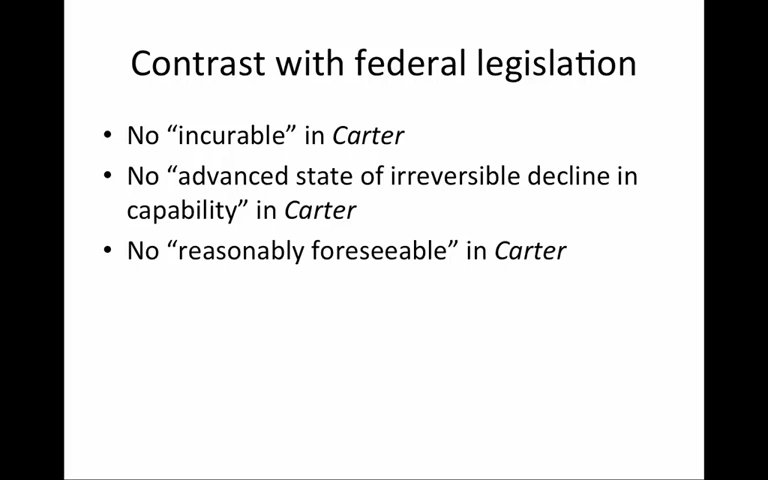 Contrast with federal legislation
• No “incurable” in Carter
• No “advanced state of irreversible decline in
capability” in Carter
• No “reasonably foreseeable” in Carter